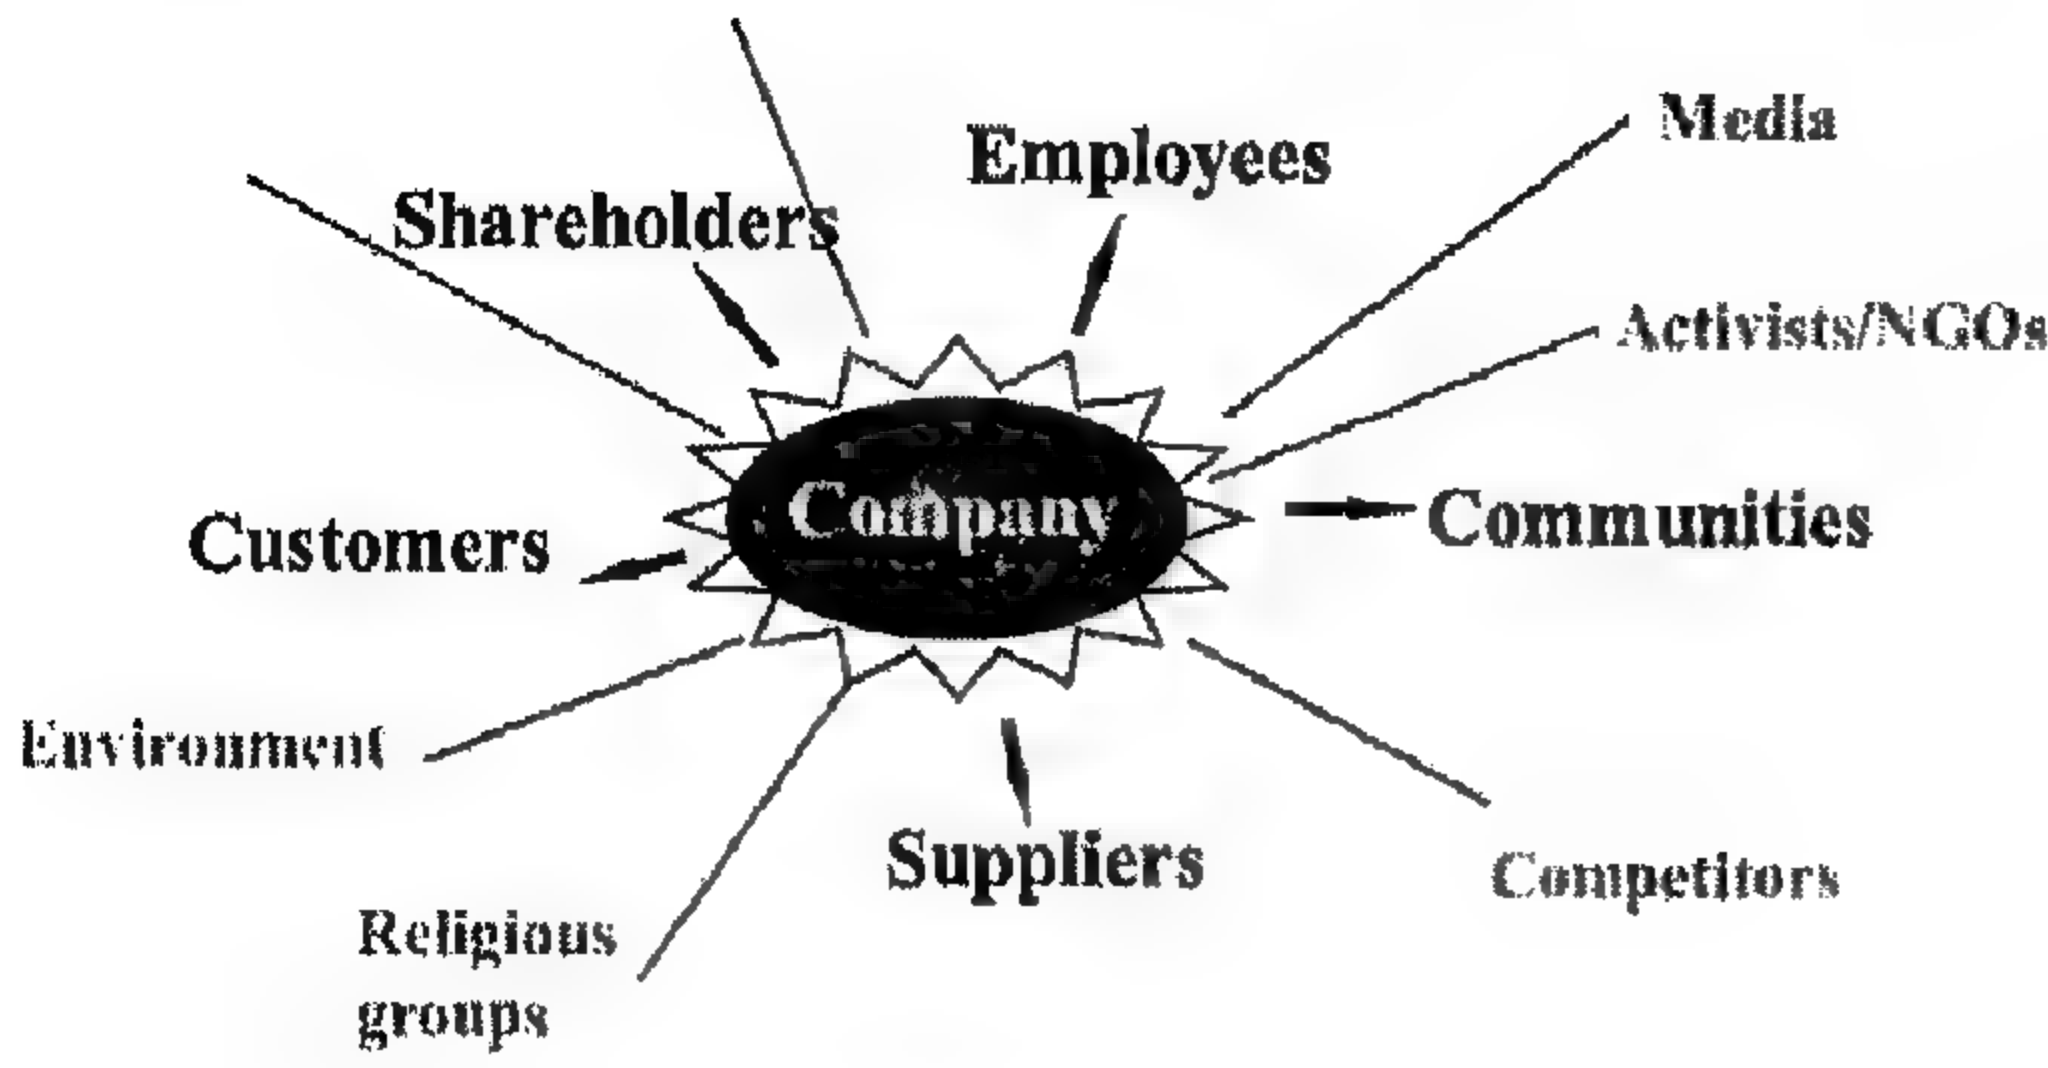 Media
Employees
Shareholders
Activists/NGOs
Company
Communities
Customers
Environment
Suppliers
Competitors
Religious
groups